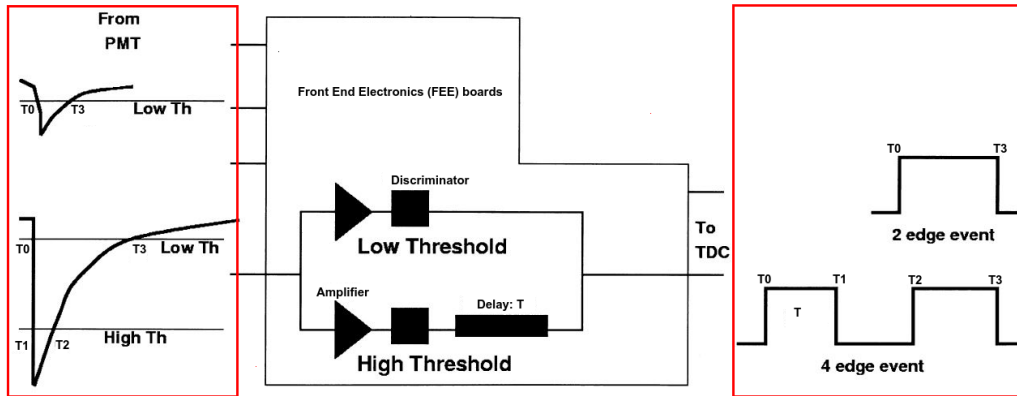 From
PMT
T0
T3
Low Th
T0
T3
Low Th
T1
T2
High Th
Front End Electronics (FEE) boards
Discriminator
Low Threshold
Amplifier
Delay: T
High Threshold
To
TDC
T0
T3
2 edge event
T0
T1
T2
T3
T
4 edge event